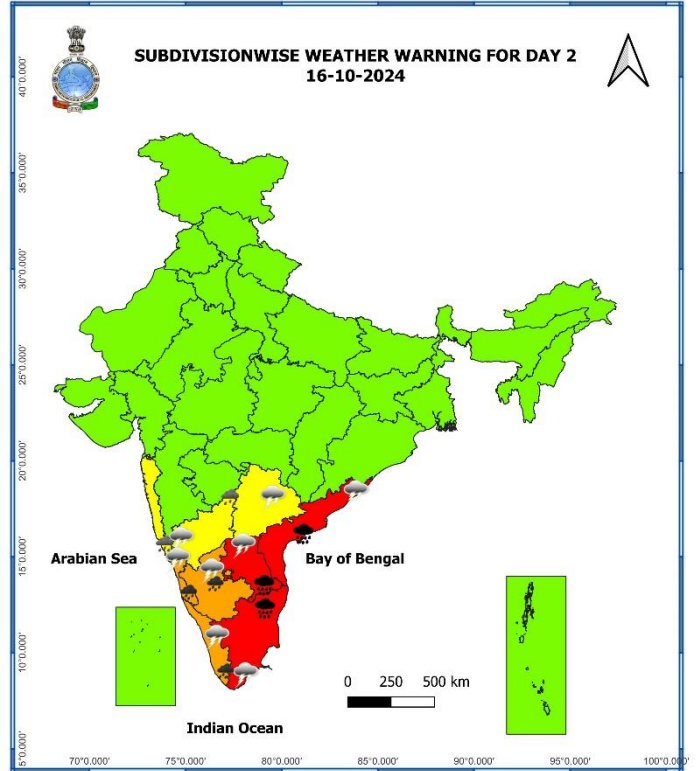 SUBDIVISIONWISE WEATHER WARNING FOR DAY 2
16-10-2024
40°0.000'
35°0.000'
30°0.000'
25°0.000'
20°0.000'
15°0.000'
10°0.000'
5°0.000'
Arabian Sea
Bay of Bengal
0 250 500 km
Indian Ocean
70°0.000' 75°0.000' 80°0.000' 85°0.000' 90°0.000' 95°0.000' 100°0.000'